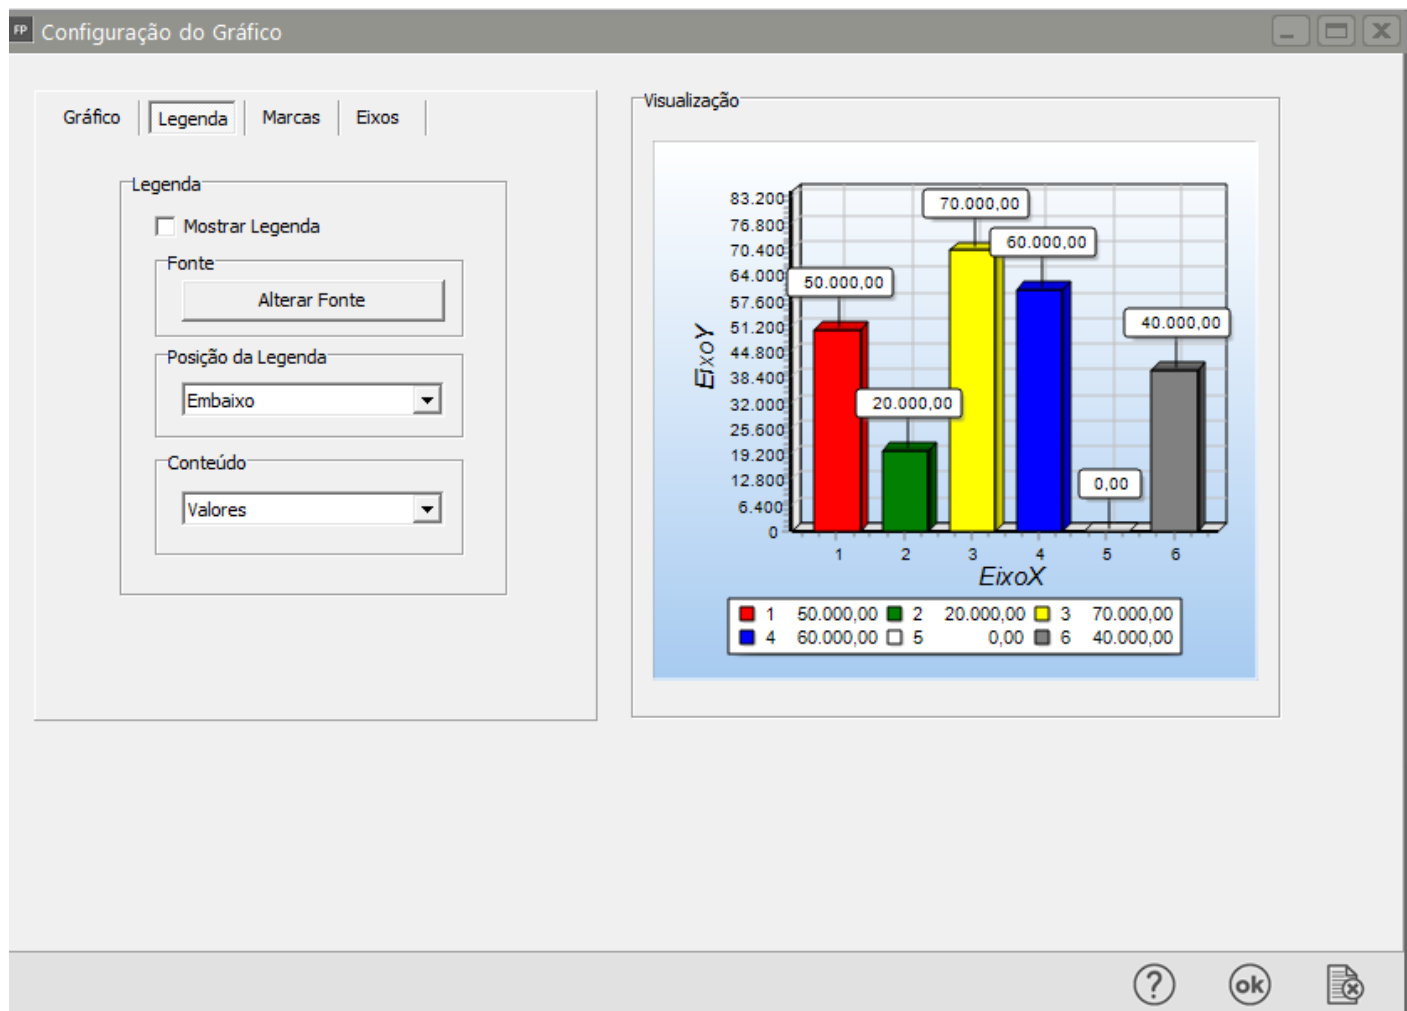 FP Configuração do Gráfico
Gráfico Legenda Marcas Eixos
Legenda
Mostrar Legenda
Fonte
Alterar Fonte
Posição da Legenda
Embaixo
Conteúdo
Valores
Visualização
EixoY
83.200
76.800
70.400
64.000
57.600
51.200
44.800
38.400
32.000
25.600
19.200
12.800
6.400
0
50.000,00
20.000,00
70.000,00
60.000,00
0,00
40.000,00
1 2 3 4 5 6
EixoX
1 50.000,00 2 20.000,00 3 70.000,00
4 60.000,00 5 0,00 6 40.000,00
? ok